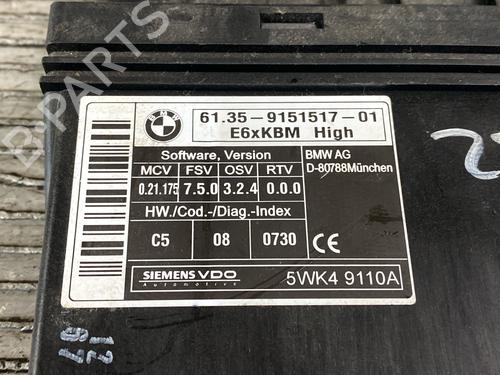 B-PARTS
BMW
61.35-9151517-01
E6xKBM High
Software, Version
MCV FSV OSV RTV
0.21.175 7.5.0 3.2.4 0.0.0
HW./Cod-/Diag.-Index
C5 08 0730
BMW AG
D-80788München
CE
SIEMENS VDO
Automotive
5WK4 9110A